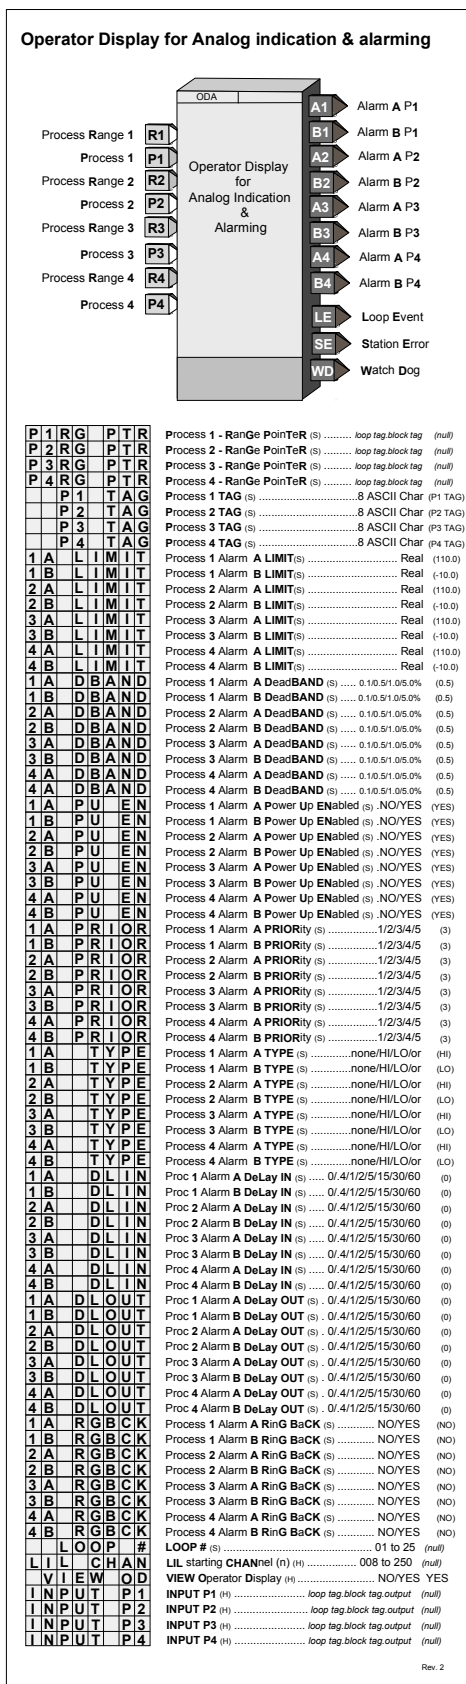 Operator Display for Analog indication & alarming
ODA
Operator Display
for
Analog Indication
&
Alarming
Process Range 1 R1
Process 1 P1
Process Range 2 R2
Process 2 P2
Process Range 3 R3
Process 3 P3
Process Range 4 R4
Process 4 P4
A1 Alarm A P1
B1 Alarm B P1
A2 Alarm A P2
B2 Alarm B P2
A3 Alarm A P3
B3 Alarm B P3
A4 Alarm A P4
B4 Alarm B P4
LE Loop Event
SE Station Error
WD Watch Dog
P1RG PTR Process 1 - RanGe PoinTeR (S) ......... loop tag.block tag (null)
P2RG PTR Process 2 - RanGe PoinTeR (S) ......... loop tag.block tag (null)
P3RG PTR Process 3 - RanGe PoinTeR (S) ......... loop tag.block tag (null)
P4RG PTR Process 4 - RanGe PoinTeR (S) ......... loop tag.block tag (null)
P1 TAG Process 1 TAG (S) ................................8 ASCII Char (P1 TAG)
P2 TAG Process 2 TAG (S) ................................8 ASCII Char (P2 TAG)
P3 TAG Process 3 TAG (S) ................................8 ASCII Char (P3 TAG)
P4 TAG Process 4 TAG (S) ................................8 ASCII Char (P4 TAG)
1A LIMIT Process 1 Alarm A LIMIT(S) ............................ Real (110.0)
1B LIMIT Process 1 Alarm B LIMIT(S) ............................ Real (-10.0)
2A LIMIT Process 2 Alarm A LIMIT(S) ............................ Real (110.0)
2B LIMIT Process 2 Alarm B LIMIT(S) ............................ Real (-10.0)
3A LIMIT Process 3 Alarm A LIMIT(S) ............................ Real (110.0)
3B LIMIT Process 3 Alarm B LIMIT(S) ............................ Real (-10.0)
4A LIMIT Process 4 Alarm A LIMIT(S) ............................ Real (110.0)
4B LIMIT Process 4 Alarm B LIMIT(S) ............................ Real (-10.0)
1A DBAND Process 1 Alarm A DeadBAND (S) ..... 0.1/0.5/1.0/5.0% (0.5)
1B DBAND Process 1 Alarm B DeadBAND (S) ..... 0.1/0.5/1.0/5.0% (0.5)
2A DBAND Process 2 Alarm A DeadBAND (S) ..... 0.1/0.5/1.0/5.0% (0.5)
2B DBAND Process 2 Alarm B DeadBAND (S) ..... 0.1/0.5/1.0/5.0% (0.5)
3A DBAND Process 3 Alarm A DeadBAND (S) ..... 0.1/0.5/1.0/5.0% (0.5)
3B DBAND Process 3 Alarm B DeadBAND (S) ..... 0.1/0.5/1.0/5.0% (0.5)
4A DBAND Process 4 Alarm A DeadBAND (S) ..... 0.1/0.5/1.0/5.0% (0.5)
4B DBAND Process 4 Alarm B DeadBAND (S) ..... 0.1/0.5/1.0/5.0% (0.5)
1A PU EN Process 1 Alarm A Power Up ENabled (S) .NO/YES (YES)
1B PU EN Process 1 Alarm B Power Up ENabled (S) .NO/YES (YES)
2A PU EN Process 2 Alarm A Power Up ENabled (S) .NO/YES (YES)
2B PU EN Process 2 Alarm B Power Up ENabled (S) .NO/YES (YES)
3A PU EN Process 3 Alarm A Power Up ENabled (S) .NO/YES (YES)
3B PU EN Process 3 Alarm B Power Up ENabled (S) .NO/YES (YES)
4A PU EN Process 4 Alarm A Power Up ENabled (S) .NO/YES (YES)
4B PU EN Process 4 Alarm B Power Up ENabled (S) .NO/YES (YES)
1A PRIOR Process 1 Alarm A PRIORity (S) ................1/2/3/4/5 (3)
1B PRIOR Process 1 Alarm B PRIORity (S) ................1/2/3/4/5 (3)
2A PRIOR Process 2 Alarm A PRIORity (S) ................1/2/3/4/5 (3)
2B PRIOR Process 2 Alarm B PRIORity (S) ................1/2/3/4/5 (3)
3A PRIOR Process 3 Alarm A PRIORity (S) ................1/2/3/4/5 (3)
3B PRIOR Process 3 Alarm B PRIORity (S) ................1/2/3/4/5 (3)
4A PRIOR Process 4 Alarm A PRIORity (S) ................1/2/3/4/5 (3)
4B PRIOR Process 4 Alarm B PRIORity (S) ................1/2/3/4/5 (3)
1A TYPE Process 1 Alarm A TYPE (S) ..............none/HI/LO/or (HI)
1B TYPE Process 1 Alarm B TYPE (S) ..............none/HI/LO/or (LO)
2A TYPE Process 2 Alarm A TYPE (S) ..............none/HI/LO/or (HI)
2B TYPE Process 2 Alarm B TYPE (S) ..............none/HI/LO/or (LO)
3A TYPE Process 3 Alarm A TYPE (S) ..............none/HI/LO/or (HI)
3B TYPE Process 3 Alarm B TYPE (S) ..............none/HI/LO/or (LO)
4A TYPE Process 4 Alarm A TYPE (S) ..............none/HI/LO/or (HI)
4B TYPE Process 4 Alarm B TYPE (S) ..............none/HI/LO/or (LO)
1A DLIN Proc 1 Alarm A DeLay IN (S) ..... 0/.4/1/2/5/15/30/60 (0)
1B DLIN Proc 1 Alarm B DeLay IN (S) ..... 0/.4/1/2/5/15/30/60 (0)
2A DLIN Proc 2 Alarm A DeLay IN (S) ..... 0/.4/1/2/5/15/30/60 (0)
2B DLIN Proc 2 Alarm B DeLay IN (S) ..... 0/.4/1/2/5/15/30/60 (0)
3A DLIN Proc 3 Alarm A DeLay IN (S) ..... 0/.4/1/2/5/15/30/60 (0)
3B DLIN Proc 3 Alarm B DeLay IN (S) ..... 0/.4/1/2/5/15/30/60 (0)
4A DLIN Proc 4 Alarm A DeLay IN (S) ..... 0/.4/1/2/5/15/30/60 (0)
4B DLIN Proc 4 Alarm B DeLay IN (S) ..... 0/.4/1/2/5/15/30/60 (0)
1A DLOUT Proc 1 Alarm A DeLay OUT (S) . 0/.4/1/2/5/15/30/60 (0)
1B DLOUT Proc 1 Alarm B DeLay OUT (S) . 0/.4/1/2/5/15/30/60 (0)
2A DLOUT Proc 2 Alarm A DeLay OUT (S) . 0/.4/1/2/5/15/30/60 (0)
2B DLOUT Proc 2 Alarm B DeLay OUT (S) . 0/.4/1/2/5/15/30/60 (0)
3A DLOUT Proc 3 Alarm A DeLay OUT (S) . 0/.4/1/2/5/15/30/60 (0)
3B DLOUT Proc 3 Alarm B DeLay OUT (S) . 0/.4/1/2/5/15/30/60 (0)
4A DLOUT Proc 4 Alarm A DeLay OUT (S) . 0/.4/1/2/5/15/30/60 (0)
4B DLOUT Proc 4 Alarm B DeLay OUT (S) . 0/.4/1/2/5/15/30/60 (0)
1A RGBCK Process 1 Alarm A RinG BaCK (S) ............ NO/YES (NO)
1B RGBCK Process 1 Alarm B RinG BaCK (S) ............ NO/YES (NO)
2A RGBCK Process 2 Alarm A RinG BaCK (S) ............ NO/YES (NO)
2B RGBCK Process 2 Alarm B RinG BaCK (S) ............ NO/YES (NO)
3A RGBCK Process 3 Alarm A RinG BaCK (S) ............ NO/YES (NO)
3B RGBCK Process 3 Alarm B RinG BaCK (S) ............ NO/YES (NO)
4A RGBCK Process 4 Alarm A RinG BaCK (S) ............ NO/YES (NO)
4B RGBCK Process 4 Alarm B RinG BaCK (S) ............ NO/YES (NO)
LOOP # LOOP # (S) .................................................. 01 to 25 (null)
LIL CHAN LIL starting CHANnel (n) (H) .................... 008 to 250 (null)
VIEW OD VIEW Operator Display (H) ........................... NO/YES YES
INPUT P1 INPUT P1 (H) ........................ loop tag.block tag.output (null)
INPUT P2 INPUT P2 (H) ........................ loop tag.block tag.output (null)
INPUT P3 INPUT P3 (H) ........................ loop tag.block tag.output (null)
INPUT P4 INPUT P4 (H) ........................ loop tag.block tag.output (null)
Rev. 2